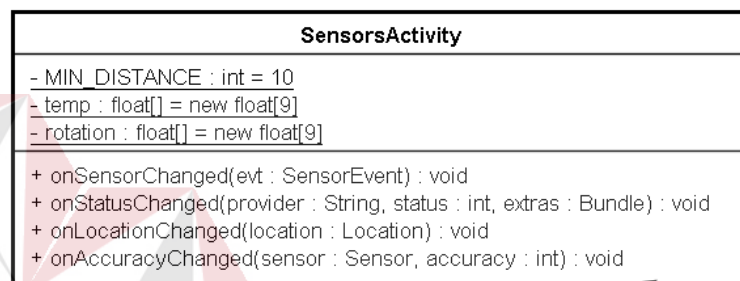 SensorsActivity
- MIN_DISTANCE : int = 10
- temp : float[] = new float[9]
- rotation : float[] = new float[9]
+ onSensorChanged(evt : SensorEvent) : void
+ onStatusChanged(provider : String, status : int, extras : Bundle) : void
+ onLocationChanged(location : Location) : void
+ onAccuracyChanged(sensor : Sensor, accuracy : int) : void